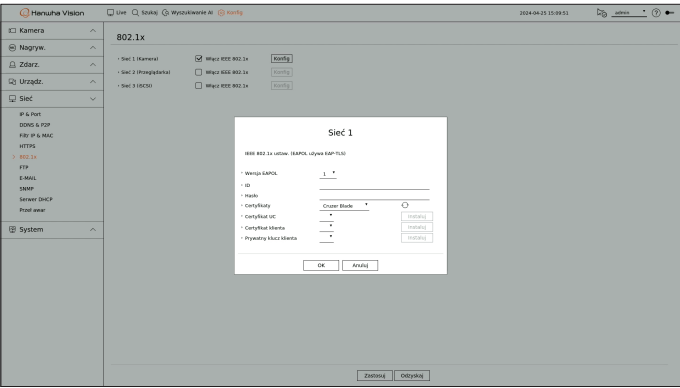 Hanwha Vision
Live Szukaj Wyszukiwanie AI Konfig
2024-04-25 15:09:51
admin
Kamera
Nagryw.
Zdarz.
Urządz.
Sieć
IP & Port
DDNS & P2P
Filtr IP & MAC
HTTPS
802.1x
FTP
E-MAIL
SNMP
Serwer DHCP
Przeł awar
System
802.1x
Sieć 1 (Kamera) Włącz IEEE 802.1x Konfig
Sieć 2 (Przeglądarka) Włącz IEEE 802.1x Konfig
Sieć 3 (iSCSI) Włącz IEEE 802.1x Konfig
Sieć 1
IEEE 802.1x ustaw. (EAPOL używa EAP-TLS)
Wersja EAPOL 1
ID
Hasło
Certyfikaty Cruzer Blade
Certyfikat UC Instaluj
Certyfikat klienta Instaluj
Prywatny klucz klienta Instaluj
OK Anuluj
Zastosuj Odzyskaj